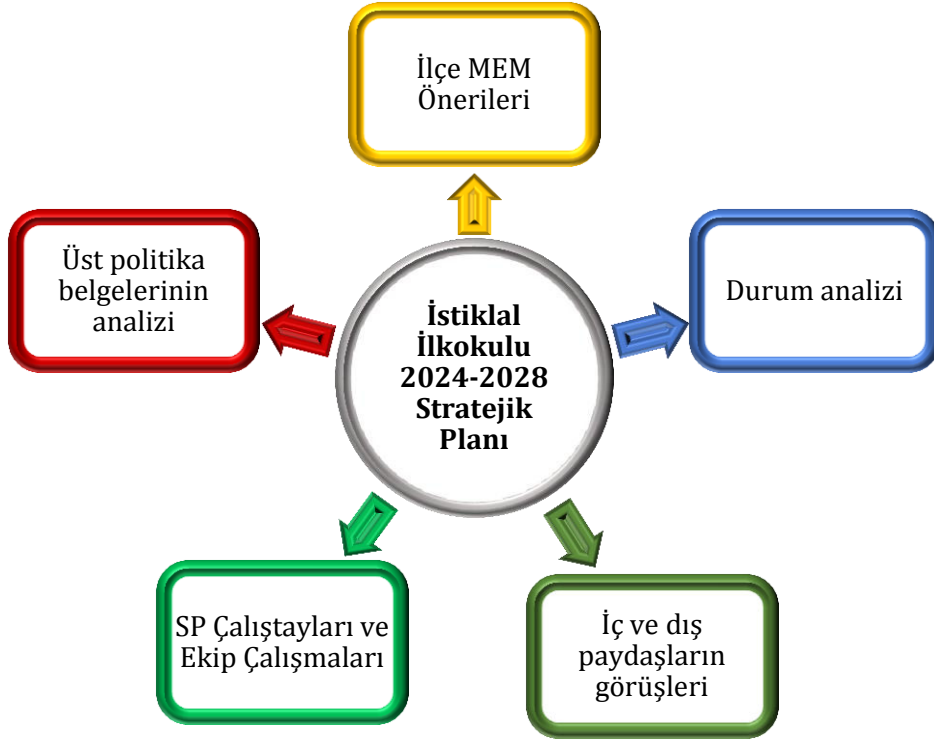 İlçe MEM
Önerileri
Üst politika
belgelerinin
analizi
Durum analizi
İstiklal
İlkokulu
2024-2028
Stratejik
Planı
SP Çalıştayları ve
Ekip Çalışmaları
İç ve dış
paydaşların
görüşleri